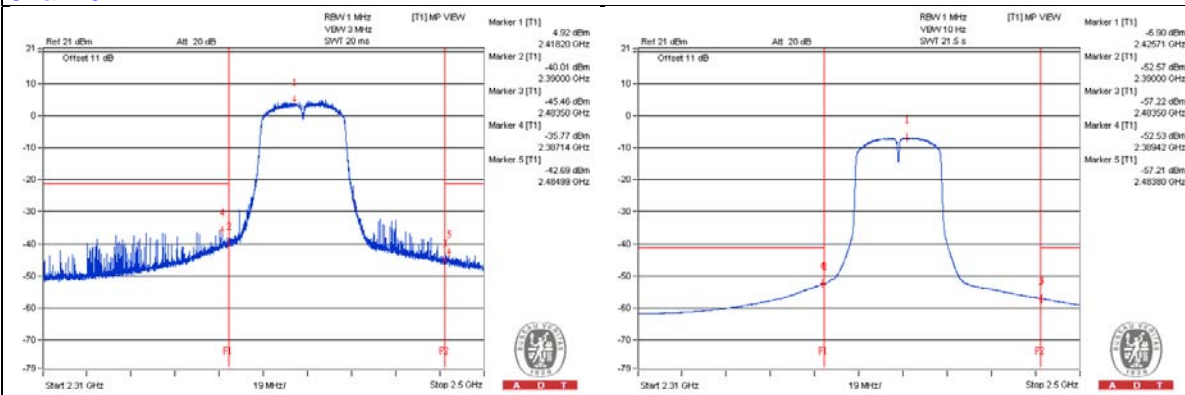 RBW 1 MHz
[T1] MP VIEW
VBW 3 MHz
Ref 21 dBm
Att 20 dB
SWT 20 ms
21
Offset 11 dB
10
0
-10
-20
-30
-40
-50
-60
-70
-79
1
4
2
5
F1
F2
Start 2.31 GHz
19 MHz/
Stop 2.5 GHz
Marker 1 [T1]
4.92 dBm
2.41820 GHz
Marker 2 [T1]
-40.01 dBm
2.39000 GHz
Marker 3 [T1]
-45.46 dBm
2.48350 GHz
Marker 4 [T1]
-35.77 dBm
2.38714 GHz
Marker 5 [T1]
-42.69 dBm
2.48499 GHz
BUREAU VERITAS
1828
A D T
RBW 1 MHz
[T1] MP VIEW
VBW 10 Hz
Ref 21 dBm
Att 20 dB
SWT 21.5 s
21
Offset 11 dB
10
0
-10
-20
-30
-40
-50
-60
-70
-79
1
3
F1
F2
Start 2.31 GHz
19 MHz/
Stop 2.5 GHz
Marker 1 [T1]
-6.90 dBm
2.42571 GHz
Marker 2 [T1]
-52.57 dBm
2.39000 GHz
Marker 3 [T1]
-57.22 dBm
2.48350 GHz
Marker 4 [T1]
-52.53 dBm
2.38942 GHz
Marker 5 [T1]
-57.21 dBm
2.48380 GHz
BUREAU VERITAS
1828
A D T